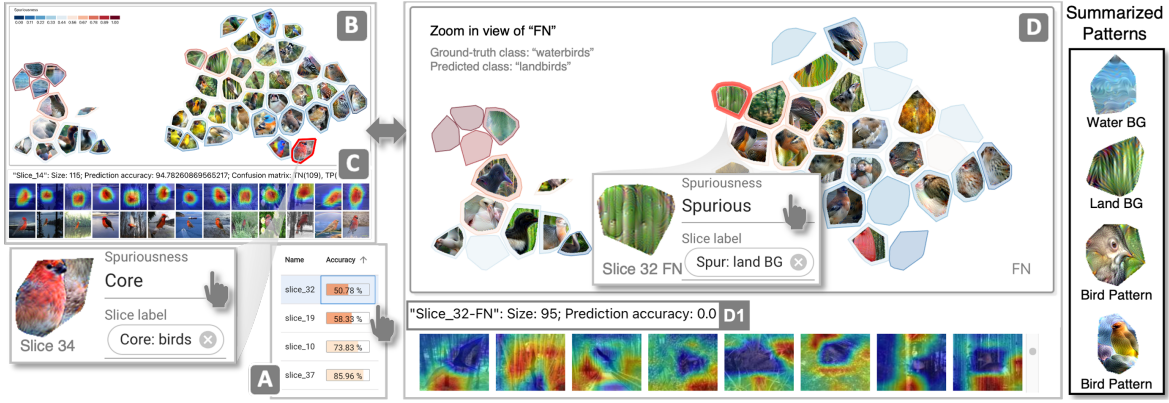 Spuriousness
0.00 0.11 0.22 0.33 0.44 0.56 0.67 0.78 0.89 1.00
B
C
"Slice_14": Size: 115; Prediction accuracy: 94.78260869565217; Confusion matrix: TN(109), TP(
Spuriousness
Core
Slice label
Core: birds
Slice 34
Name Accuracy
slice_32 50.78 %
slice_19 58.33 %
slice_10 73.83 %
slice_37 85.96 %
A
Zoom in view of “FN”
Ground-truth class: “waterbirds”
Predicted class: “landbirds”
D
Spuriousness
Spurious
Slice label
Spur: land BG
Slice 32 FN
FN
"Slice_32-FN": Size: 95; Prediction accuracy: 0.0
D1
Summarized
Patterns
Water BG
Land BG
Bird Pattern
Bird Pattern